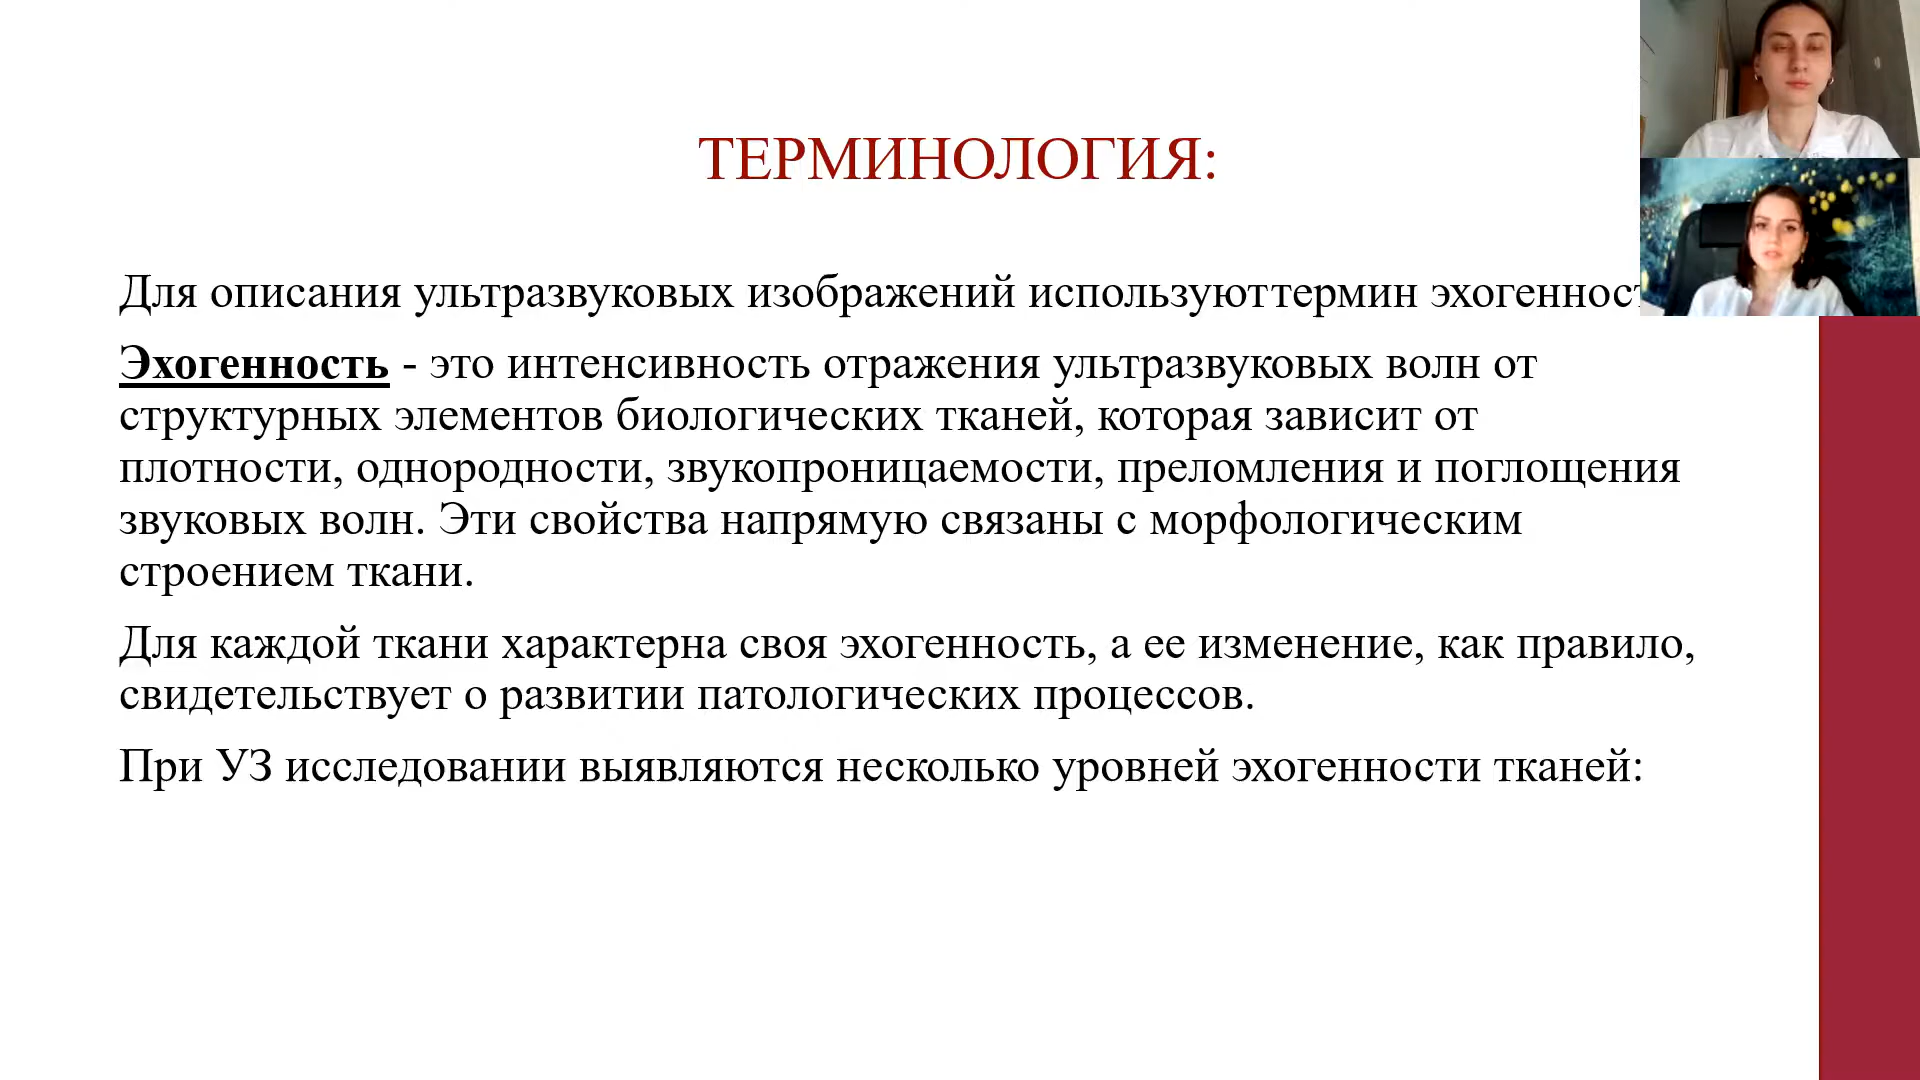 ТЕРМИНОЛОГИЯ:
Для описания ультразвуковых изображений используюттермин
Эхогенность - это интенсивность отражения ультразвуковых волн от
структурных элементов биологических тканей, которая зависит от
плотности, однородности, звукопроницаемости, преломления и поглощения
звуковых волн. Эти свойства напрямую связаны с морфологическим
строением ткани.
Для каждой ткани характерна своя эхогенность, а ее изменение, как правило,
свидетельствует о развитии патологических процессов.
При УЗ исследовании выявляются несколько уровней эхогенности тканей: